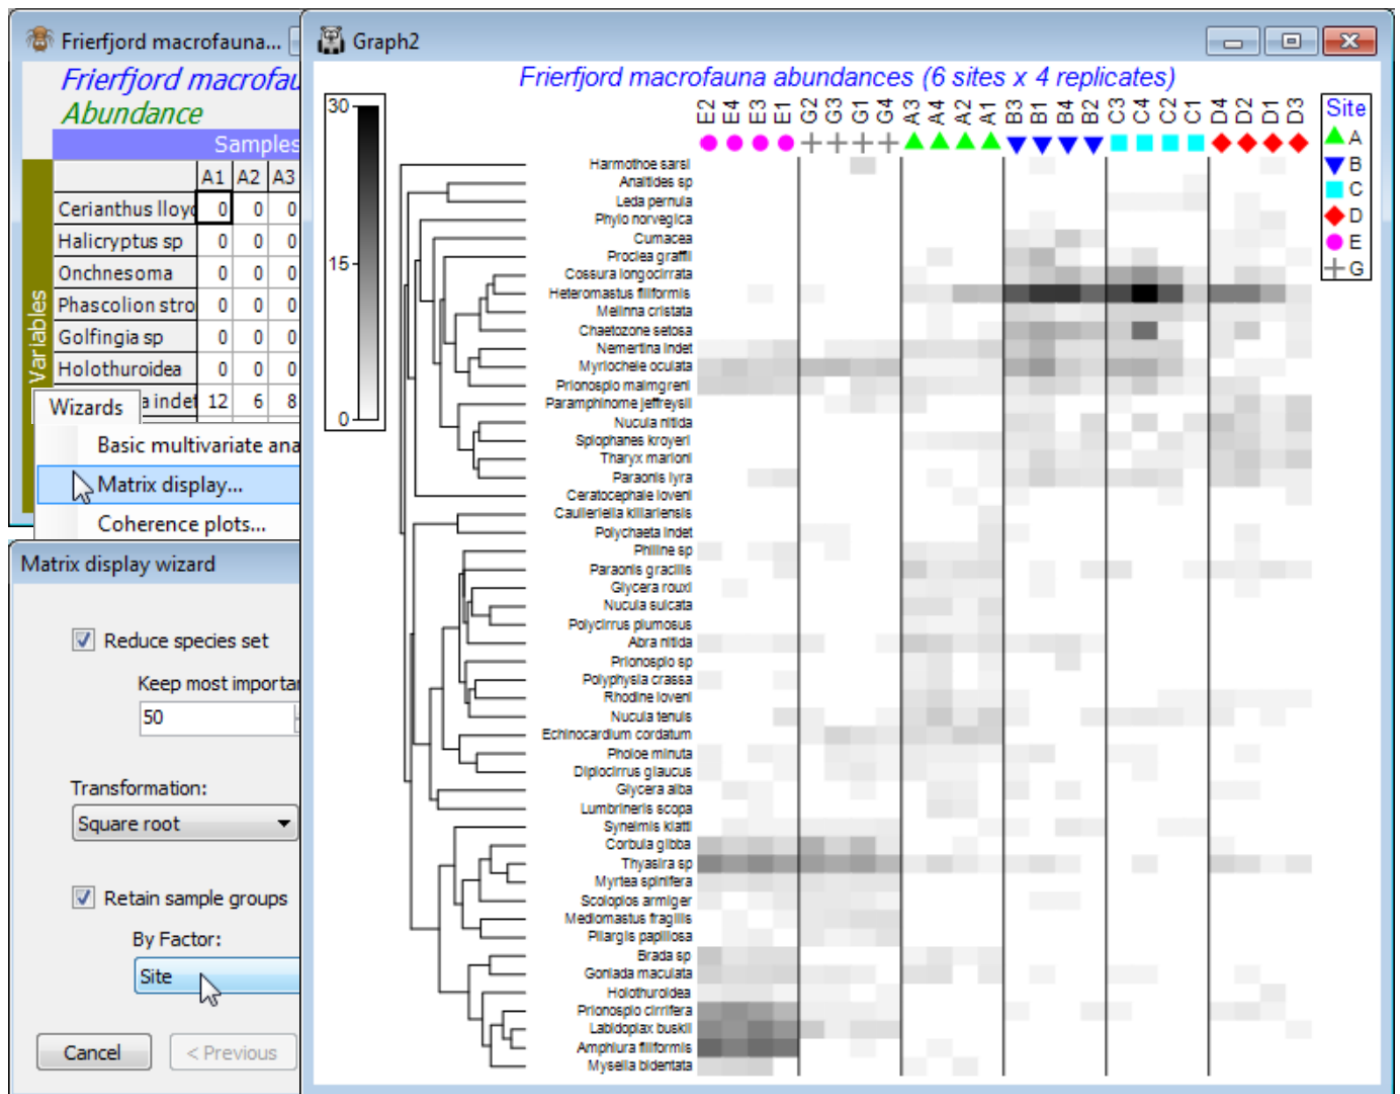 Frierfjord macrofauna...
Frierfjord macrofau
Abundance
Samples
A1 A2 A3
Variables
Cerianthus lloyd 0 0 0
Halicryptus sp 0 0 0
Onchnesoma 0 0 0
Phascolion stro 0 0 0
Golfingia sp 0 0 0
Holothuroidea 0 0 0
a indet 12 6 8
Wizards
Basic multivariate ana
Matrix display...
Coherence plots...
Matrix display wizard
Reduce species set
Keep most importan
50
Transformation:
Square root
Retain sample groups
By Factor:
Site
Cancel
< Previous
Graph2
Frierfjord macrofauna abundances (6 sites x 4 replicates)
30
15
0
E2 E4 E3 E1 G2 G3 G1 G4 A3 A4 A2 A1 B3 B1 B4 B2 C3 C4 C2 C1 D4 D2 D1 D3
Site
A
B
C
D
E
G
Harmothoe sarsi
Anaitides sp
Leda pernula
Phylo norvegica
Cumacea
Proclea graffii
Cossura longocirrata
Heteromastus filiformis
Melinna cristata
Chaetozone setosa
Nemertina indet
Myriochele oculata
Prionospio malmgreni
Paramphinome jeffreysii
Nucula nitida
Spiophanes kroyeri
Tharyx marioni
Paraonis lyra
Ceratocephale loveni
Caulleriella killariensis
Polychaeta indet
Philine sp
Paraonis gracilis
Glycera rouxi
Nucula sulcata
Polycirrus plumosus
Abra nitida
Prionospio sp
Polyphysia crassa
Rhodine loveni
Nucula tenuis
Echinocardium cordatum
Pholoe minuta
Diplocirrus glaucus
Glycera alba
Lumbrineris scopa
Synelmis klatti
Corbula gibba
Thyasira sp
Myrtea spinifera
Scoloplos armiger
Mediomastus fragilis
Pilargis papillosa
Brada sp
Goniada maculata
Holothuroidea
Prionospio cirrifera
Labidoplax buskii
Amphiura filiformis
Mysella bidentata